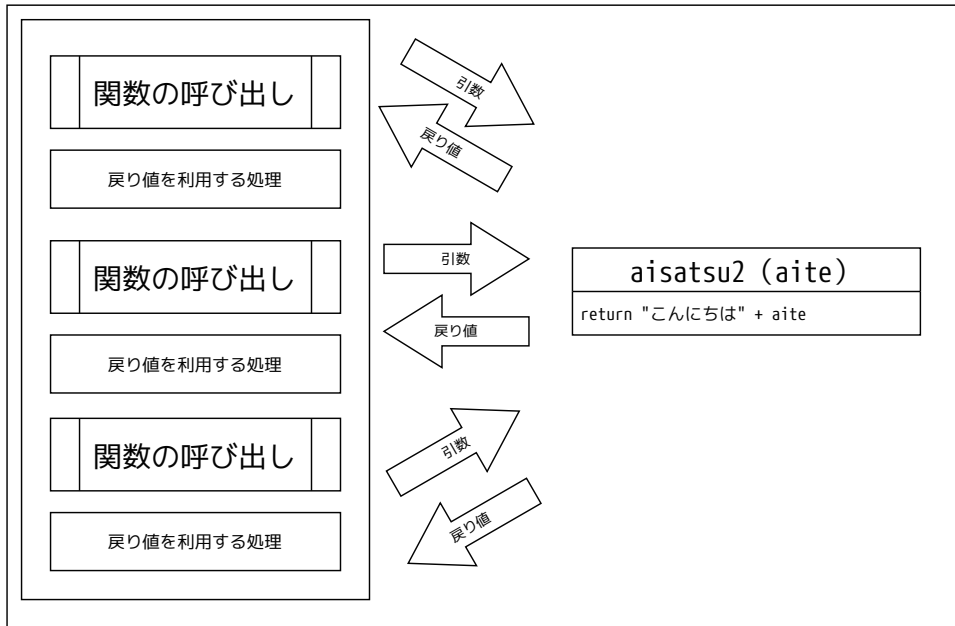 関数の呼び出し
引数
戻り値
戻り値を利用する処理
関数の呼び出し
引数
aisatsu2 (aite)
return "こんにちは" + aite
戻り値
戻り値を利用する処理
関数の呼び出し
引数
戻り値
戻り値を利用する処理